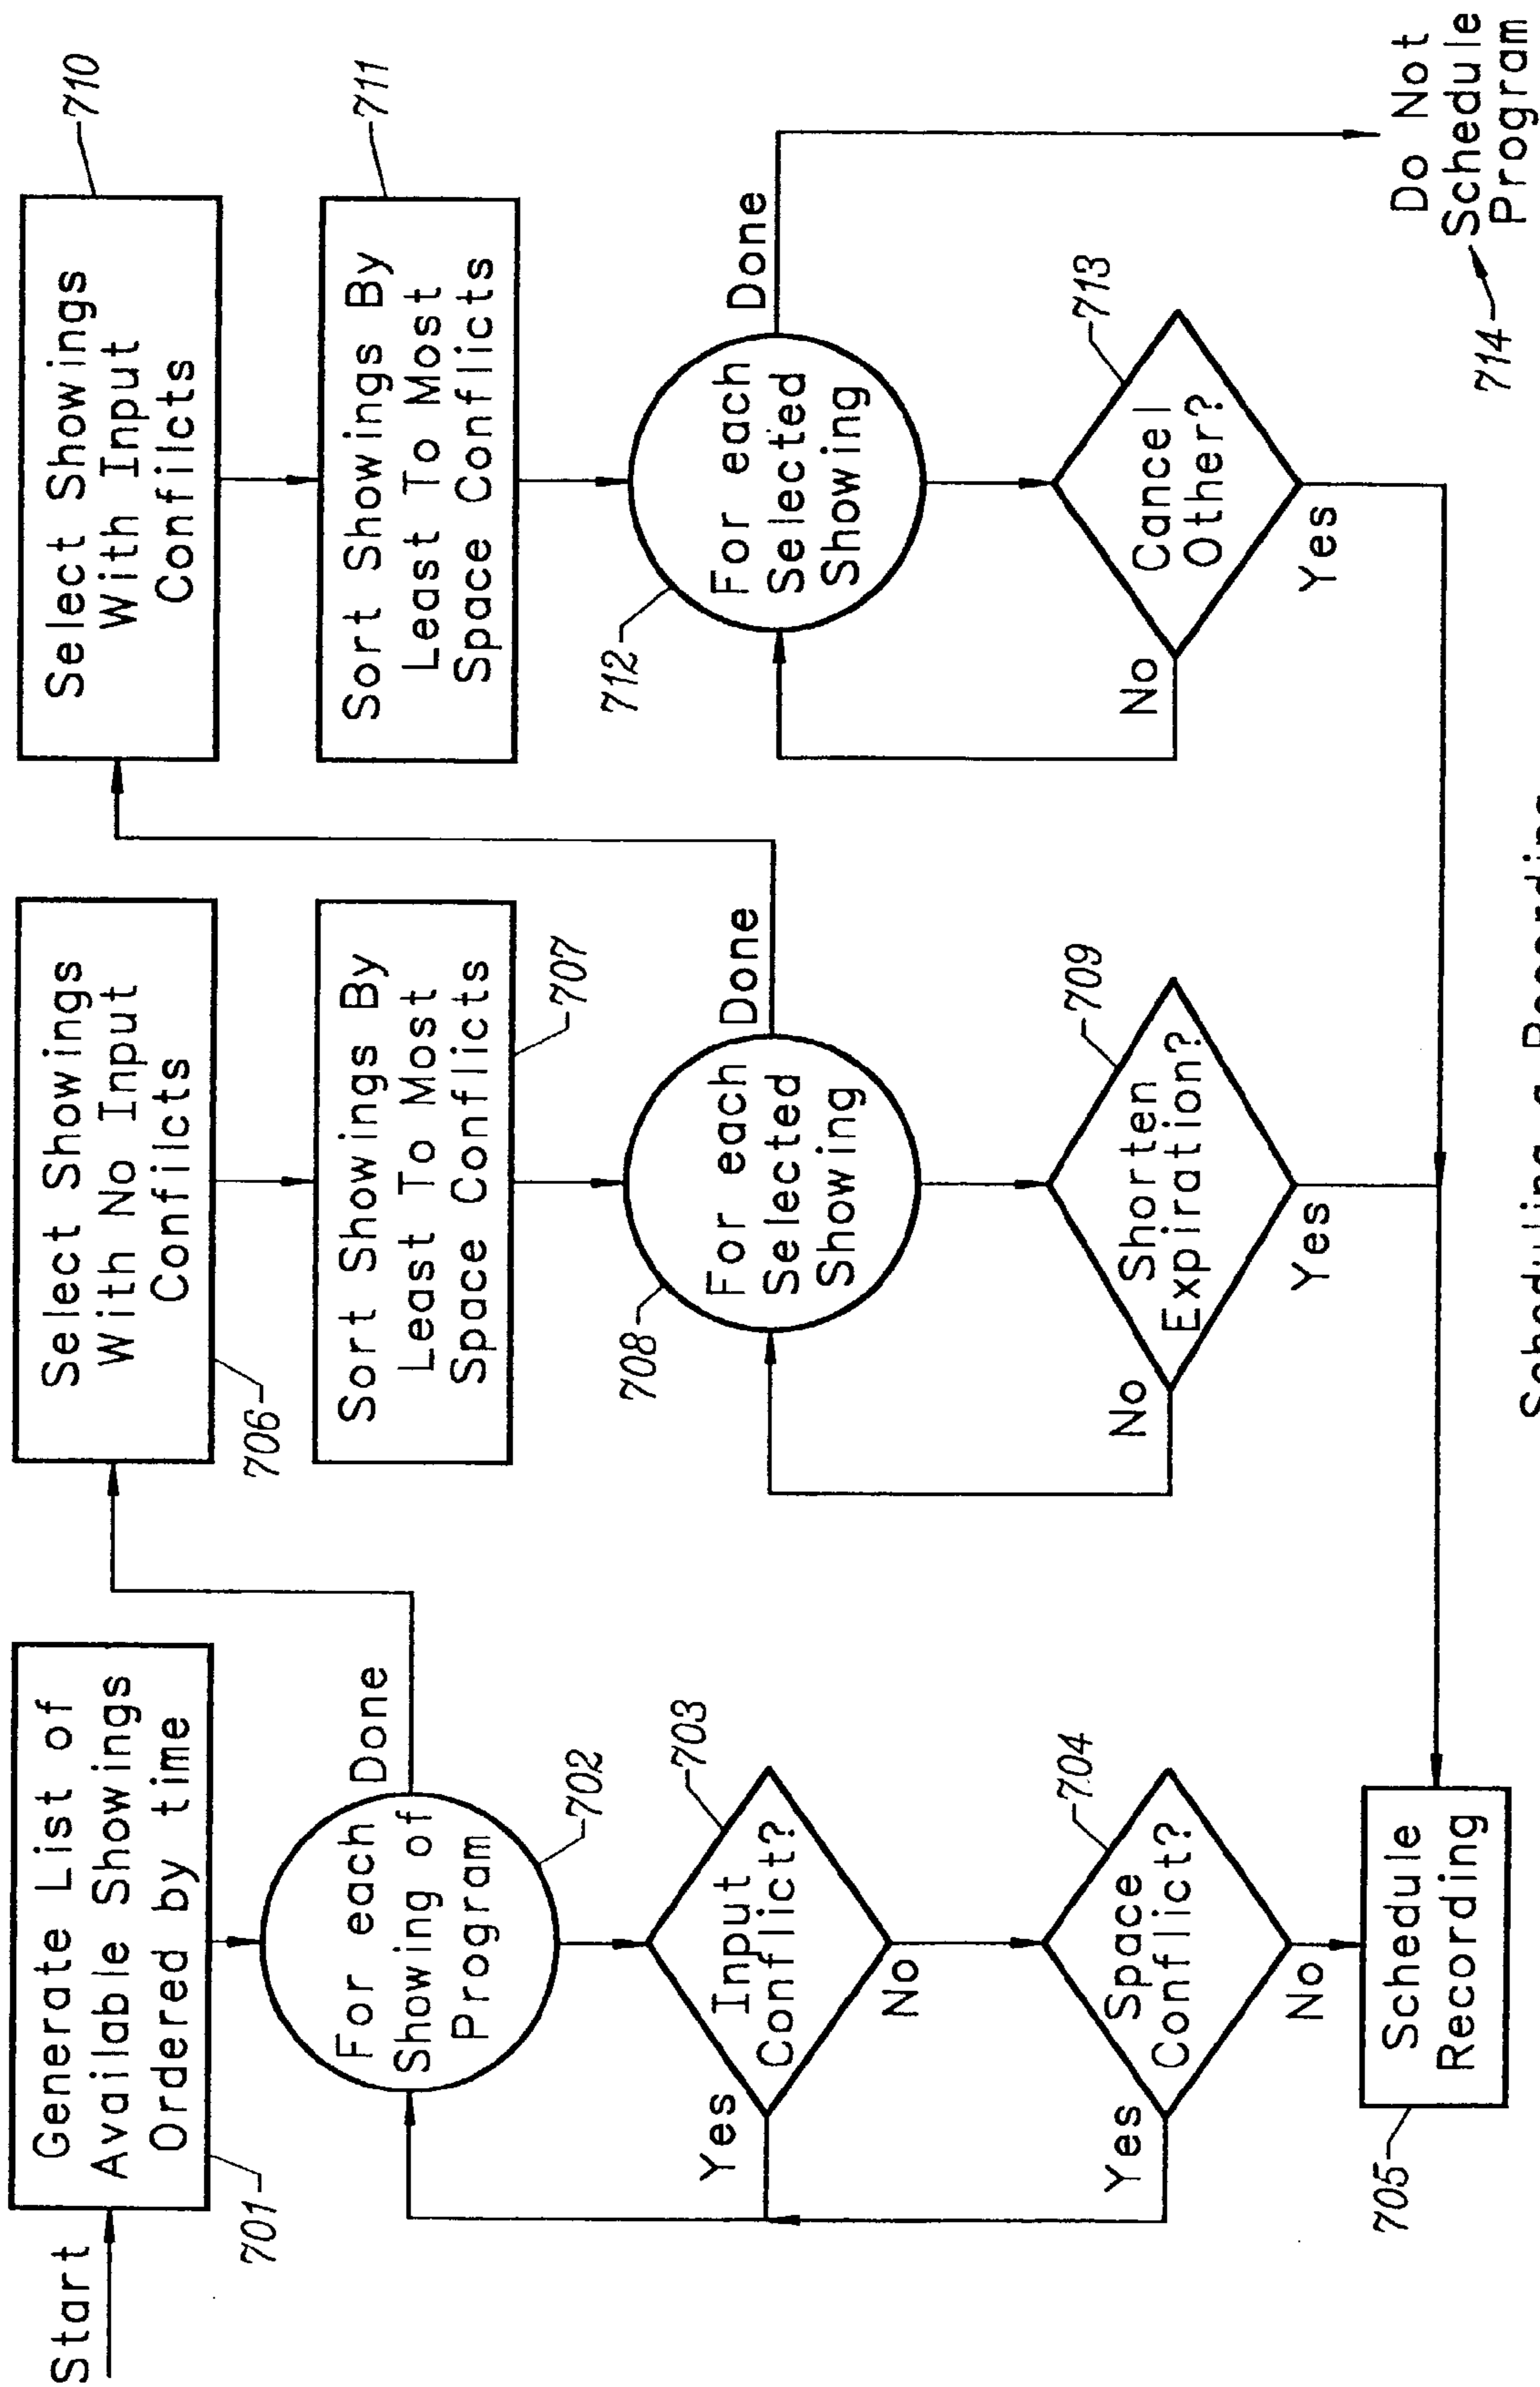 Start
Generate List of
Available Showings
Ordered by time
701
For each
Showing of
Program
Done
702
Input
Conflict?
703
Yes
No
Space
Conflict?
704
Yes
No
Schedule
Recording
705
Select Showings
With No Input
Confilcts
706
Sort Showings By
Least To Most
Space Conflicts
707
For each
Selected
Showing
Done
708
Shorten
Expiration?
709
No
Yes
Select Showings
With Input
Confilcts
710
Sort Showings By
Least To Most
Space Conflicts
711
For each
Selected
Showing
Done
712
Cancel
Other?
713
No
Yes
Do Not
Schedule
Program
714
Scheduling a Recording